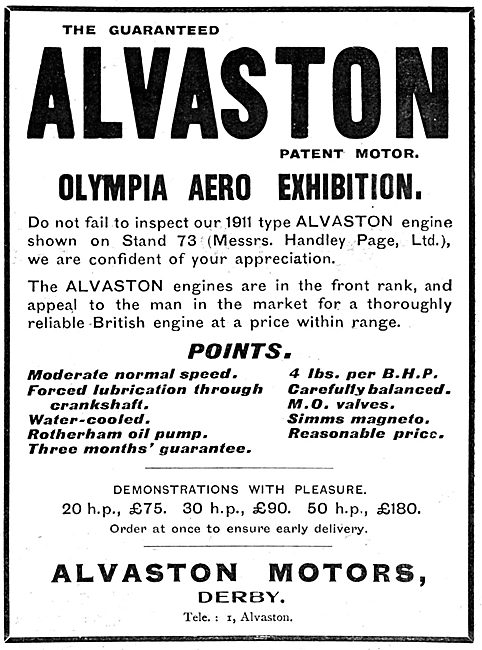 THE GUARANTEED
ALVASTON
PATENT MOTOR.
OLYMPIA AERO EXHIBITION.
Do not fail to inspect our 1911 type ALVASTON engine
shown on Stand 73 (Messrs. Handley Page, Ltd.),
we are confident of your appreciation.
The ALVASTON engines are in the front rank, and
appeal to the man in the market for a thoroughly
reliable British engine at a price within range.
POINTS.
Moderate normal speed.
Forced lubrication through
crankshaft.
Water-cooled.
Rotherham oil pump.
Three months' guarantee.
4 lbs. per B.H.P.
Carefully balanced.
M.O. valves.
Simms magneto.
Reasonable price.
DEMONSTRATIONS WITH PLEASURE.
20 h.p., £75. 30 h.p., £90. 50 h.p., £180.
Order at once to ensure early delivery.
ALVASTON MOTORS,
DERBY.
Tele. : 1, Alvaston.